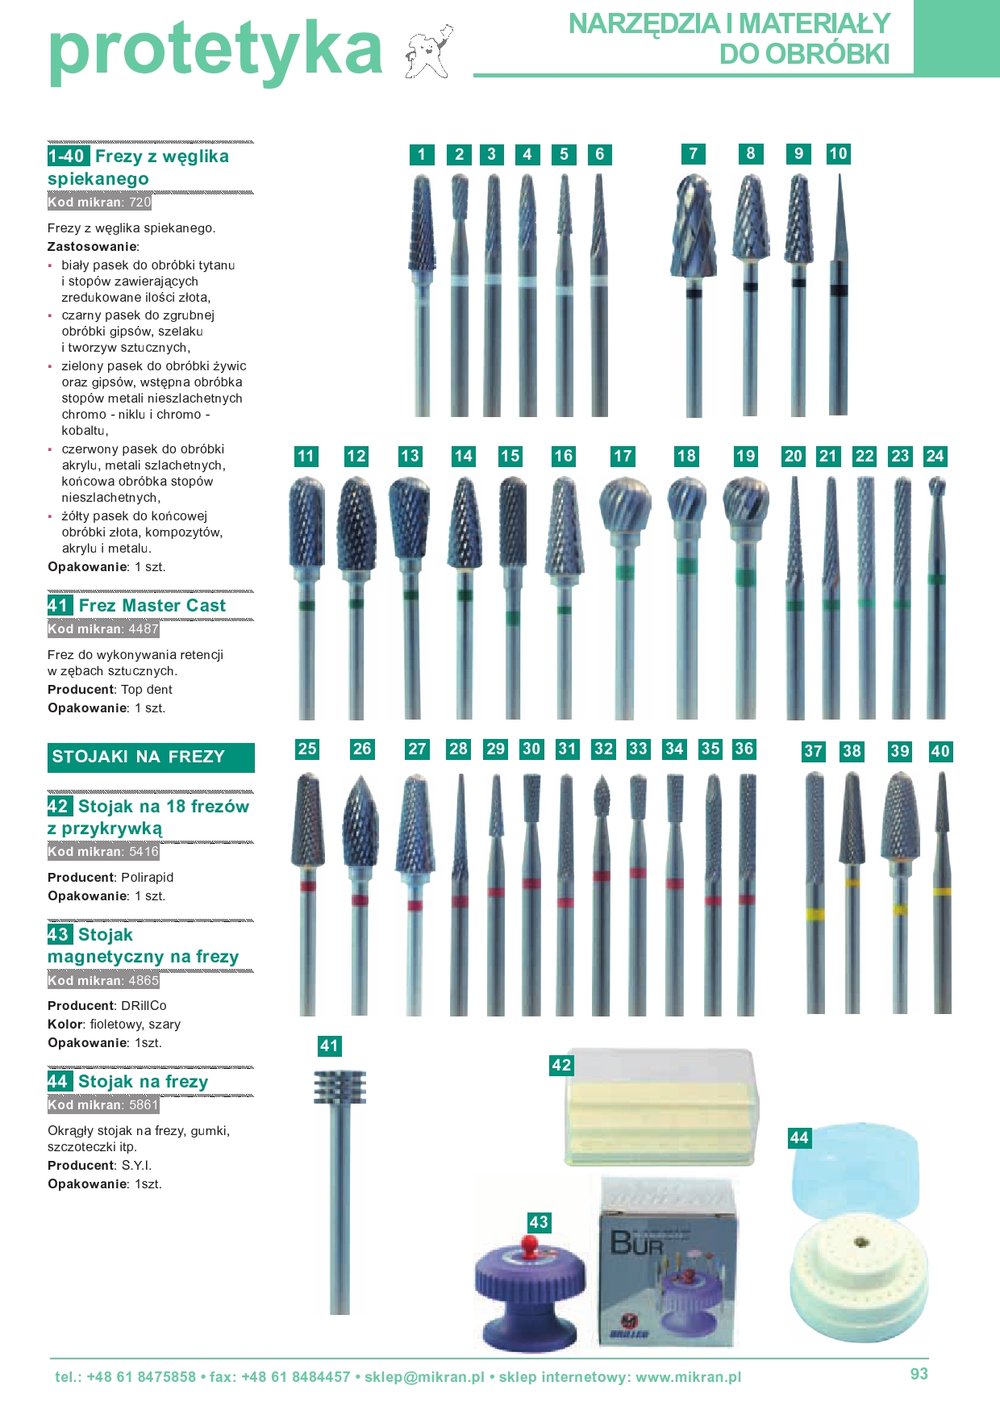 protetyka
NARZĘDZIA I MATERIAŁY
DO OBRÓBKI
1-40 Frezy z węglika
spiekanego
Kod mikran: 720
Frezy z węglika spiekanego.
Zastosowanie:
▪ biały pasek do obróbki tytanu
i stopów zawierających
zredukowane ilości złota,
▪ czarny pasek do zgrubnej
obróbki gipsów, szelaku
i tworzyw sztucznych,
▪ zielony pasek do obróbki żywic
oraz gipsów, wstępna obróbka
stopów metali nieszlachetnych
chromo - niklu i chromo -
kobaltu,
▪ czerwony pasek do obróbki
akrylu, metali szlachetnych,
końcowa obróbka stopów
nieszlachetnych,
▪ żółty pasek do końcowej
obróbki złota, kompozytów,
akrylu i metalu.
Opakowanie: 1 szt.
41 Frez Master Cast
Kod mikran: 4487
Frez do wykonywania retencji
w zębach sztucznych.
Producent: Top dent
Opakowanie: 1 szt.
STOJAKI NA FREZY
42 Stojak na 18 frezów
z przykrywką
Kod mikran: 5416
Producent: Polirapid
Opakowanie: 1 szt.
43 Stojak
magnetyczny na frezy
Kod mikran: 4865
Producent: DRillCo
Kolor: fioletowy, szary
Opakowanie: 1szt.
44 Stojak na frezy
Kod mikran: 5861
Okrągły stojak na frezy, gumki,
szczoteczki itp.
Producent: S.Y.I.
Opakowanie: 1szt.
1 2 3 4 5 6 7 8 9 10
11 12 13 14 15 16 17 18 19 20 21 22 23 24
25 26 27 28 29 30 31 32 33 34 35 36 37 38 39 40
41
42
44
43
BUR
DRILLCO
tel.: +48 61 8475858 • fax: +48 61 8484457 • sklep@mikran.pl • sklep internetowy: www.mikran.pl
93